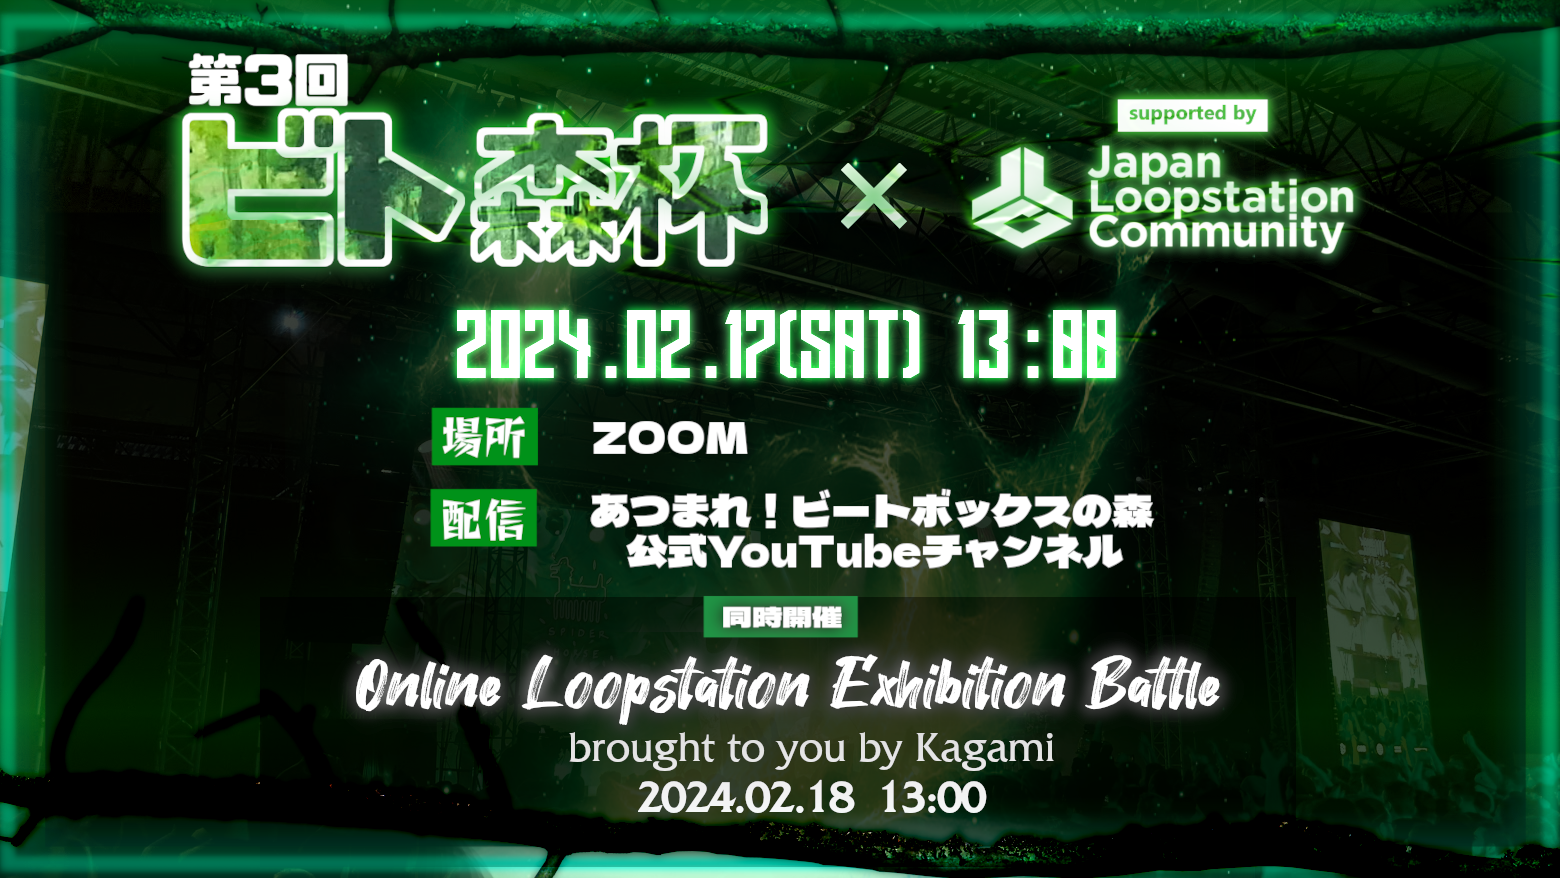 第3回
ビト森杯
×
supported by
Japan
Loopstation
Community
2024.02.17(SAT) 13:00
場所 ZOOM
配信 あつまれ!ビートボックスの森
公式YouTubeチャンネル
同時開催
Online Loopstation Exhibition Battle
brought to you by Kagami
2024.02.18 13:00